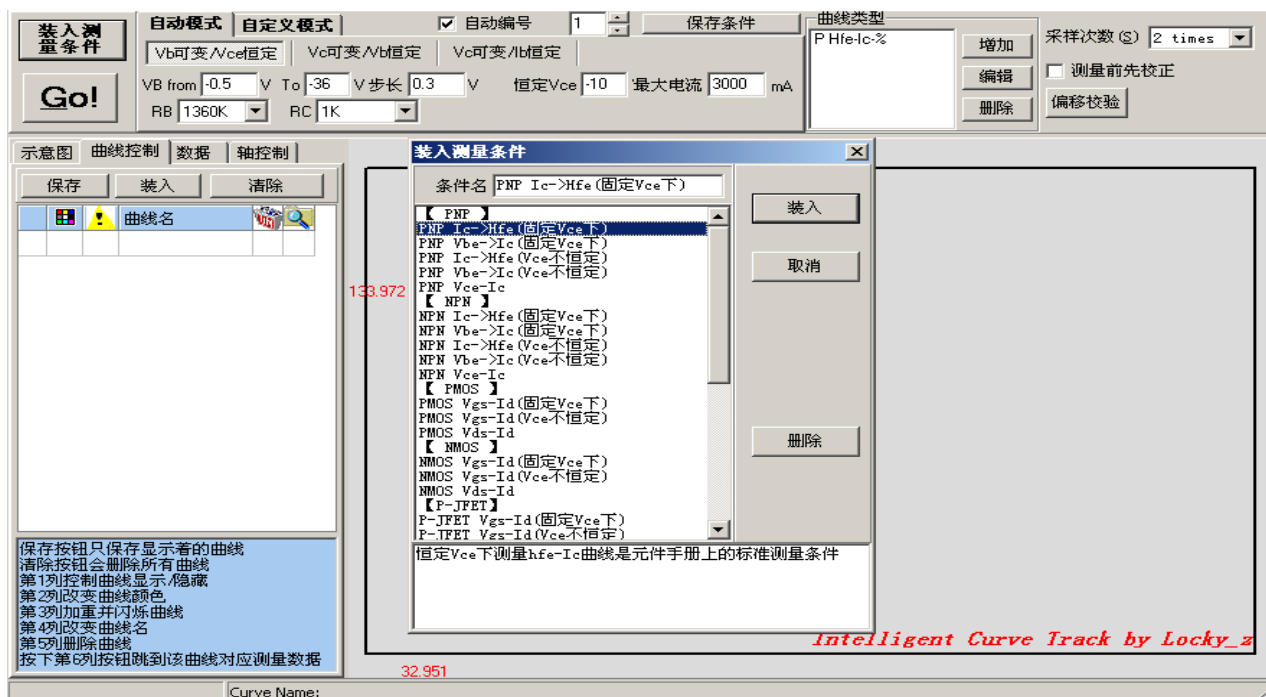 装入测
量条件
Go!
自动模式 自定义模式
自动编号 1 保存条件
Vb可变/Vce恒定 Vc可变/Vb恒定 Vc可变/Ib恒定
VB from -0.5 V To -36 V 步长 0.3 V 恒定Vce -10 最大电流 3000 mA
RB 1360K RC 1K
曲线类型
P Hfe-Ic-%
增加
编辑
删除
采样次数(S) 2 times
测量前先校正
偏移校验
示意图 曲线控制 数据 轴控制
保存 装入 清除
曲线名
保存按钮只保存显示着的曲线
清除按钮会删除所有曲线
第1列控制曲线显示/隐藏
第2列改变曲线颜色
第3列加重并闪烁曲线
第4列改变曲线名
第5列删除曲线
按下第6列按钮跳到该曲线对应测量数据
133.972
装入测量条件
条件名 PNP Ic->Hfe(固定Vce下)
【 PNP 】
PNP Ic->Hfe(固定Vce下)
PNP Vbe->Ic(固定Vce下)
PNP Ic->Hfe(Vce不恒定)
PNP Vbe->Ic(Vce不恒定)
PNP Vce-Ic
【 NPN 】
NPN Ic->Hfe(固定Vce下)
NPN Vbe->Ic(固定Vce下)
NPN Ic->Hfe(Vce不恒定)
NPN Vbe->Ic(Vce不恒定)
NPN Vce-Ic
【 PMOS 】
PMOS Vgs-Id(固定Vce下)
PMOS Vgs-Id(Vce不恒定)
PMOS Vds-Id
【 NMOS 】
NMOS Vgs-Id(固定Vce下)
NMOS Vgs-Id(Vce不恒定)
NMOS Vds-Id
【P-JFET】
P-JFET Vgs-Id(固定Vce下)
P-JFET Vgs-Id(Vce不恒定)
装入
取消
删除
恒定Vce下测量hfe-Ic曲线是元件手册上的标准测量条件
Intelligent Curve Track by Locky_z
32.951
Curve Name: